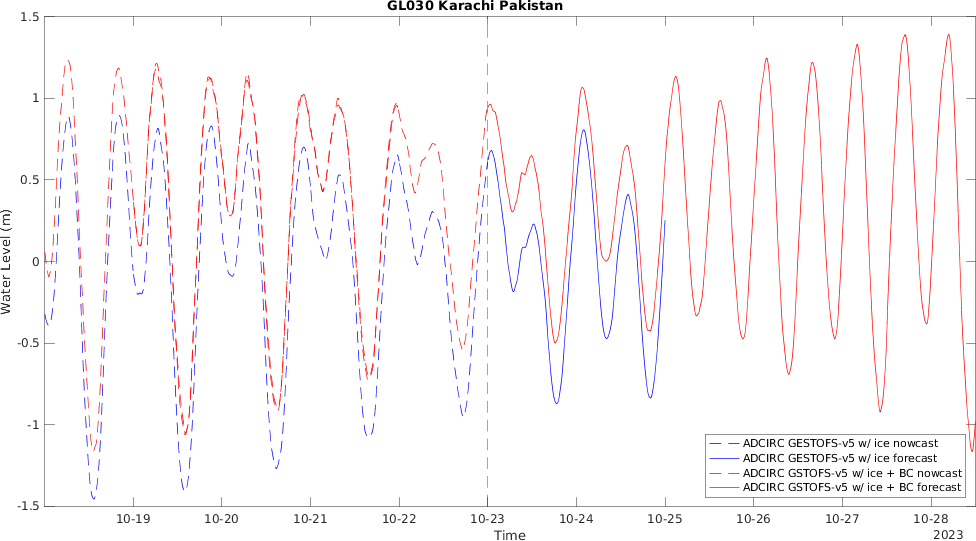 GL030 Karachi Pakistan
1.5
1
0.5
0
-0.5
-1
-1.5
Water Level (m)
10-19 10-20 10-21 10-22 10-23 10-24 10-25 10-26 10-27 10-28
Time
2023
ADCIRC GESTOFS-v5 w/ ice nowcast
ADCIRC GESTOFS-v5 w/ ice forecast
ADCIRC GSTOFS-v5 w/ ice + BC nowcast
ADCIRC GSTOFS-v5 w/ ice + BC forecast